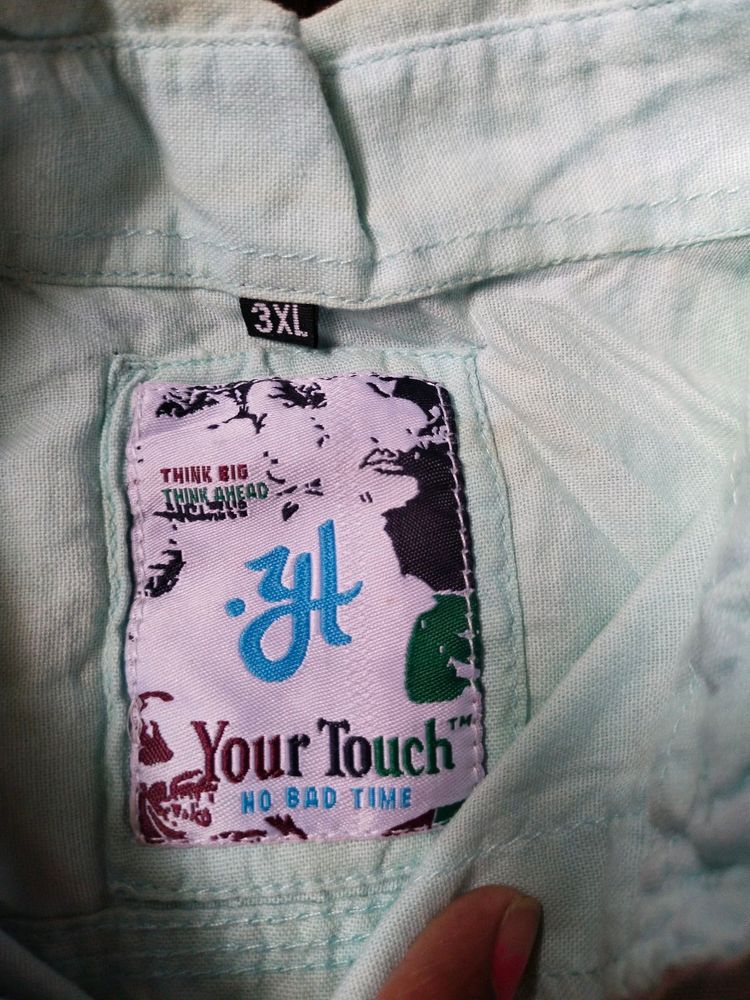 3XL
THINK BIG
THINK AHEAD
yt
Your Touch™
NO BAD TIME